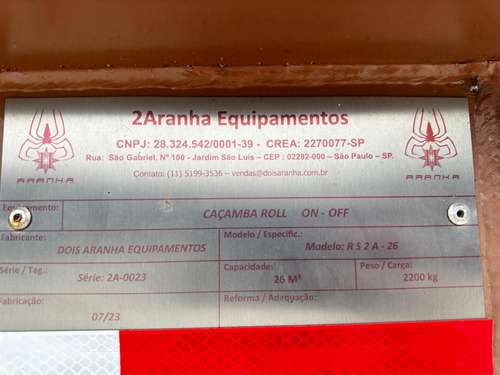 2Aranha Equipamentos
CNPJ: 28.324.542/0001-39 - CREA: 2270077-SP
Rua: São Gabriel, Nº 100 - Jardim São Luis - CEP : 02282-000 - São Paulo - SP.
Contato: (11) 5199-3536 – vendas@doisaranha.com.br
ARANHA
ARANHA
Equipamento: CAÇAMBA ROLL ON - OFF
Fabricante: DOIS ARANHA EQUIPAMENTOS
Modelo / Especific.: Modelo: R S 2 A - 26
Série / Tag.: Série: 2A-0023
Capacidade: 26 M³
Peso / Carga: 2200 kg
Fabricação: 07/23
Reforma / Adequação: